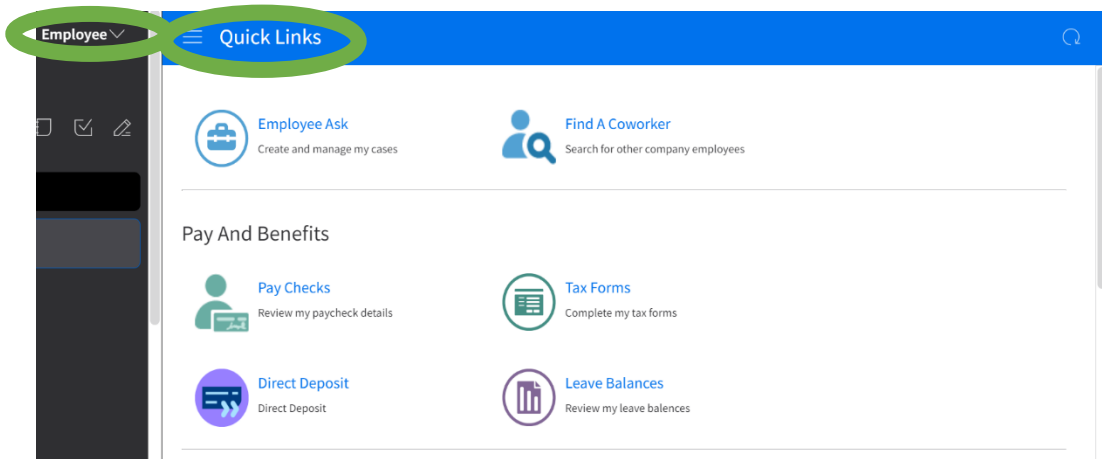 Employee
Quick Links
Employee Ask
Create and manage my cases
Find A Coworker
Search for other company employees
Pay And Benefits
Pay Checks
Review my paycheck details
Tax Forms
Complete my tax forms
Direct Deposit
Direct Deposit
Leave Balances
Review my leave balences